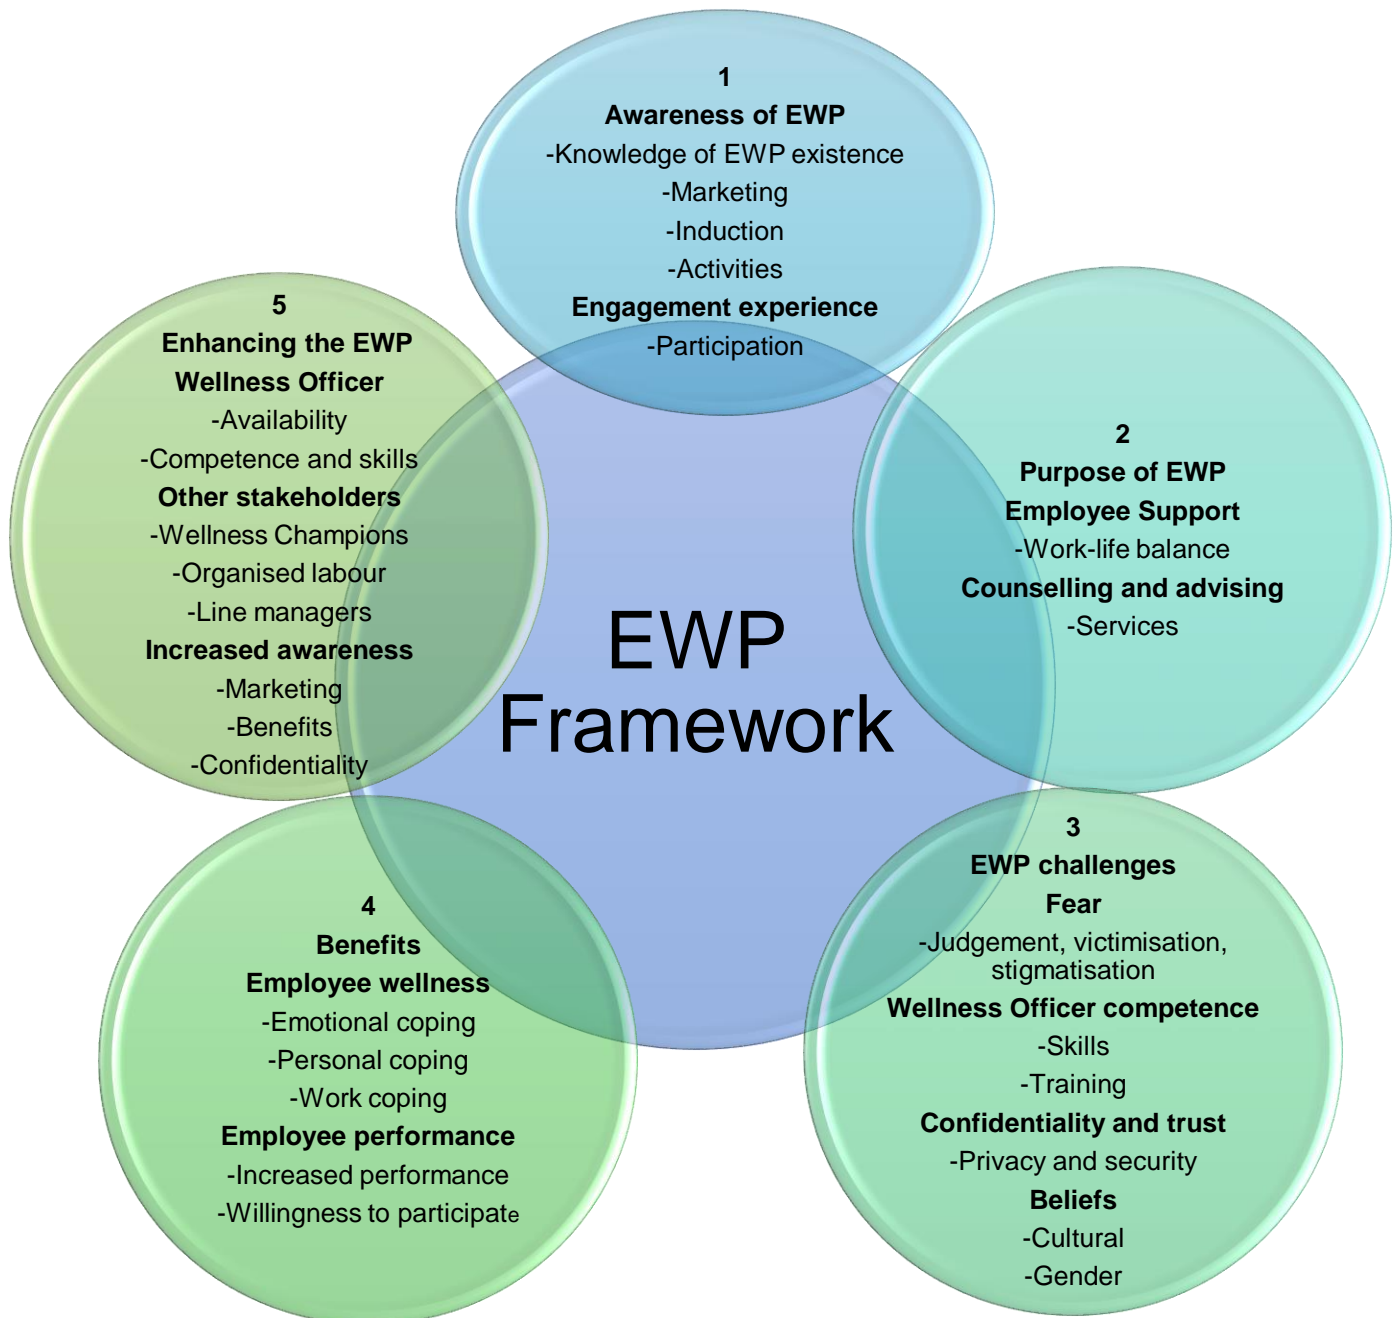 1
Awareness of EWP
-Knowledge of EWP existence
-Marketing
-Induction
-Activities
Engagement experience
-Participation
2
Purpose of EWP
Employee Support
-Work-life balance
Counselling and advising
-Services
3
EWP challenges
Fear
-Judgement, victimisation,
stigmatisation
Wellness Officer competence
-Skills
-Training
Confidentiality and trust
-Privacy and security
Beliefs
-Cultural
-Gender
4
Benefits
Employee wellness
-Emotional coping
-Personal coping
-Work coping
Employee performance
-Increased performance
-Willingness to participate
5
Enhancing the EWP
Wellness Officer
-Availability
-Competence and skills
Other stakeholders
-Wellness Champions
-Organised labour
-Line managers
Increased awareness
-Marketing
-Benefits
-Confidentiality
EWP
Framework